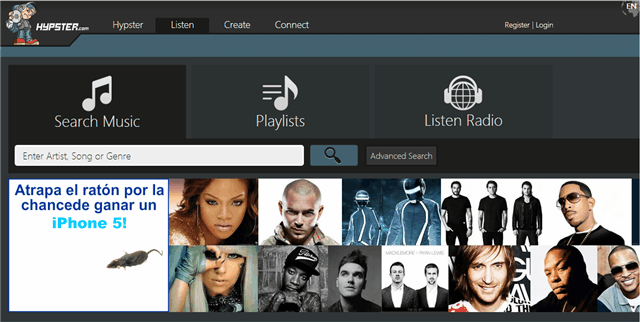 EN
HYPSTER.com
Hypster Listen Create Connect Register | Login
Search Music Playlists Listen Radio
Enter Artist, Song or Genre Advanced Search
Atrapa el ratón por la
chancede ganar un
iPhone 5!
MACKLEMORE RYAN LEWIS